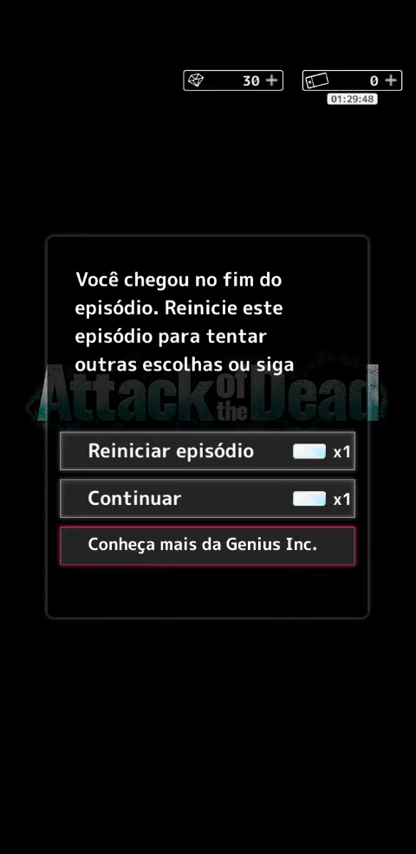 30 +
0 +
01:29:48
Você chegou no fim do
episódio. Reinicie este
episódio para tentar
outras escolhas ou siga
Attack of the Dead
Reiniciar episódio x1
Continuar x1
Conheça mais da Genius Inc.